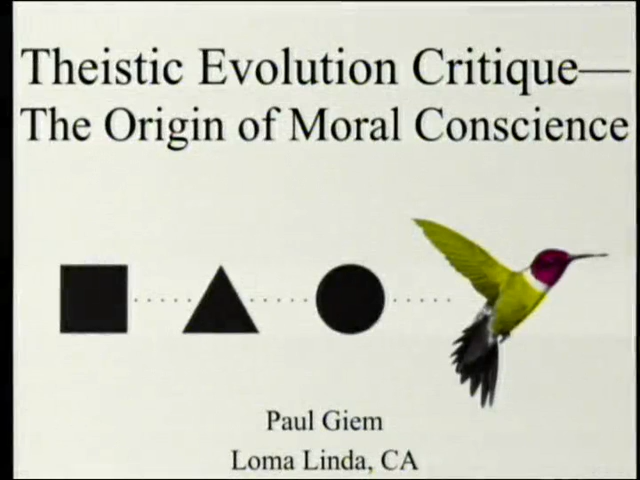 Theistic Evolution Critique—
The Origin of Moral Conscience
Paul Giem
Loma Linda, CA